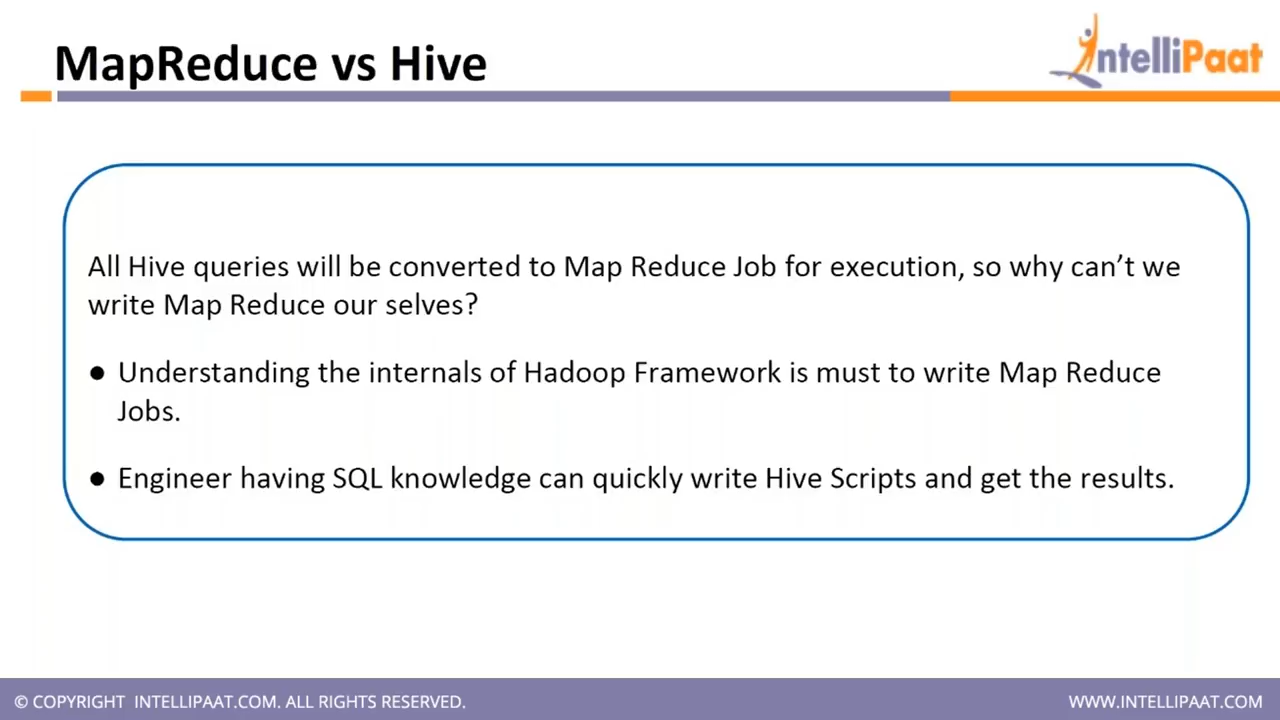 MapReduce vs Hive
IntelliPaat
All Hive queries will be converted to Map Reduce Job for execution, so why can’t we
write Map Reduce our selves?
● Understanding the internals of Hadoop Framework is must to write Map Reduce
Jobs.
● Engineer having SQL knowledge can quickly write Hive Scripts and get the results.
© COPYRIGHT INTELLIPAAT.COM. ALL RIGHTS RESERVED.
WWW.INTELLIPAAT.COM